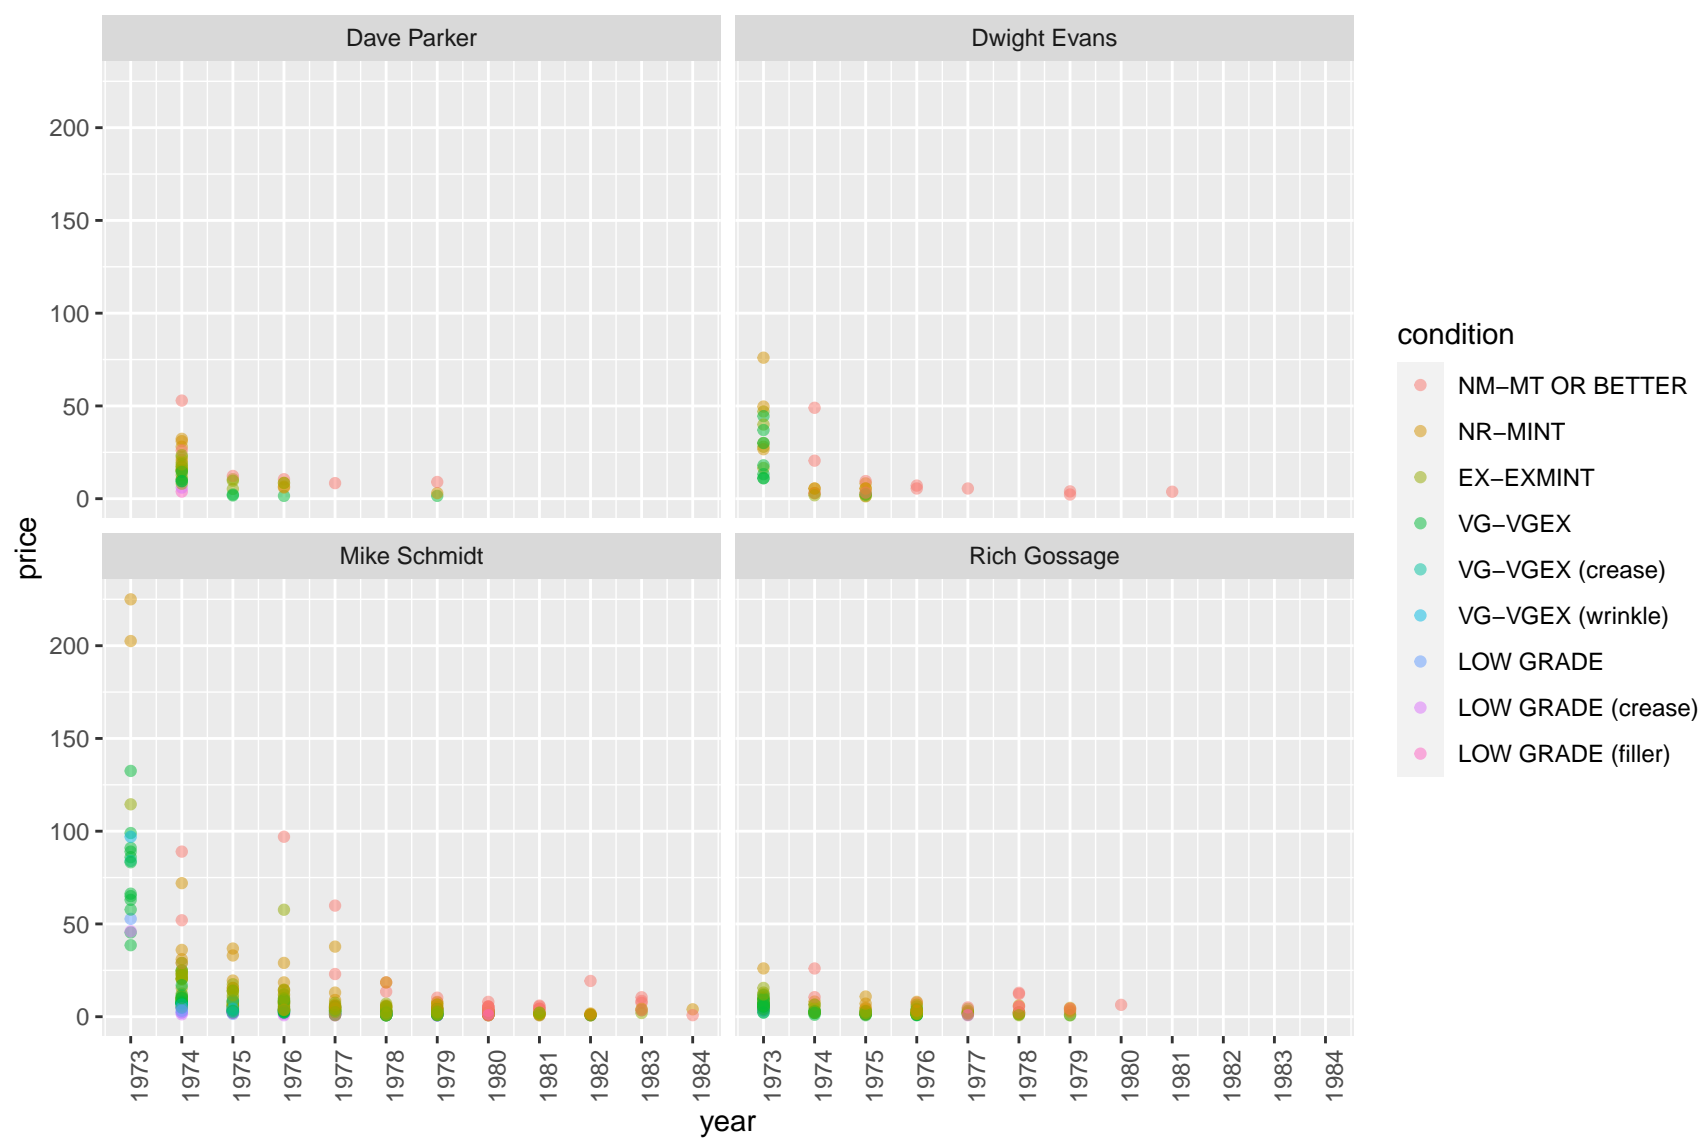 Dave Parker
Dwight Evans
200
150
100
50
0
Mike Schmidt
Rich Gossage
200
150
100
50
0
1973
1974
1975
1976
1977
1978
1979
1980
1981
1982
1983
1984
1973
1974
1975
1976
1977
1978
1979
1980
1981
1982
1983
1984
year
price
condition
NM−MT OR BETTER
NR−MINT
EX−EXMINT
VG−VGEX
VG−VGEX (crease)
VG−VGEX (wrinkle)
LOW GRADE
LOW GRADE (crease)
LOW GRADE (filler)